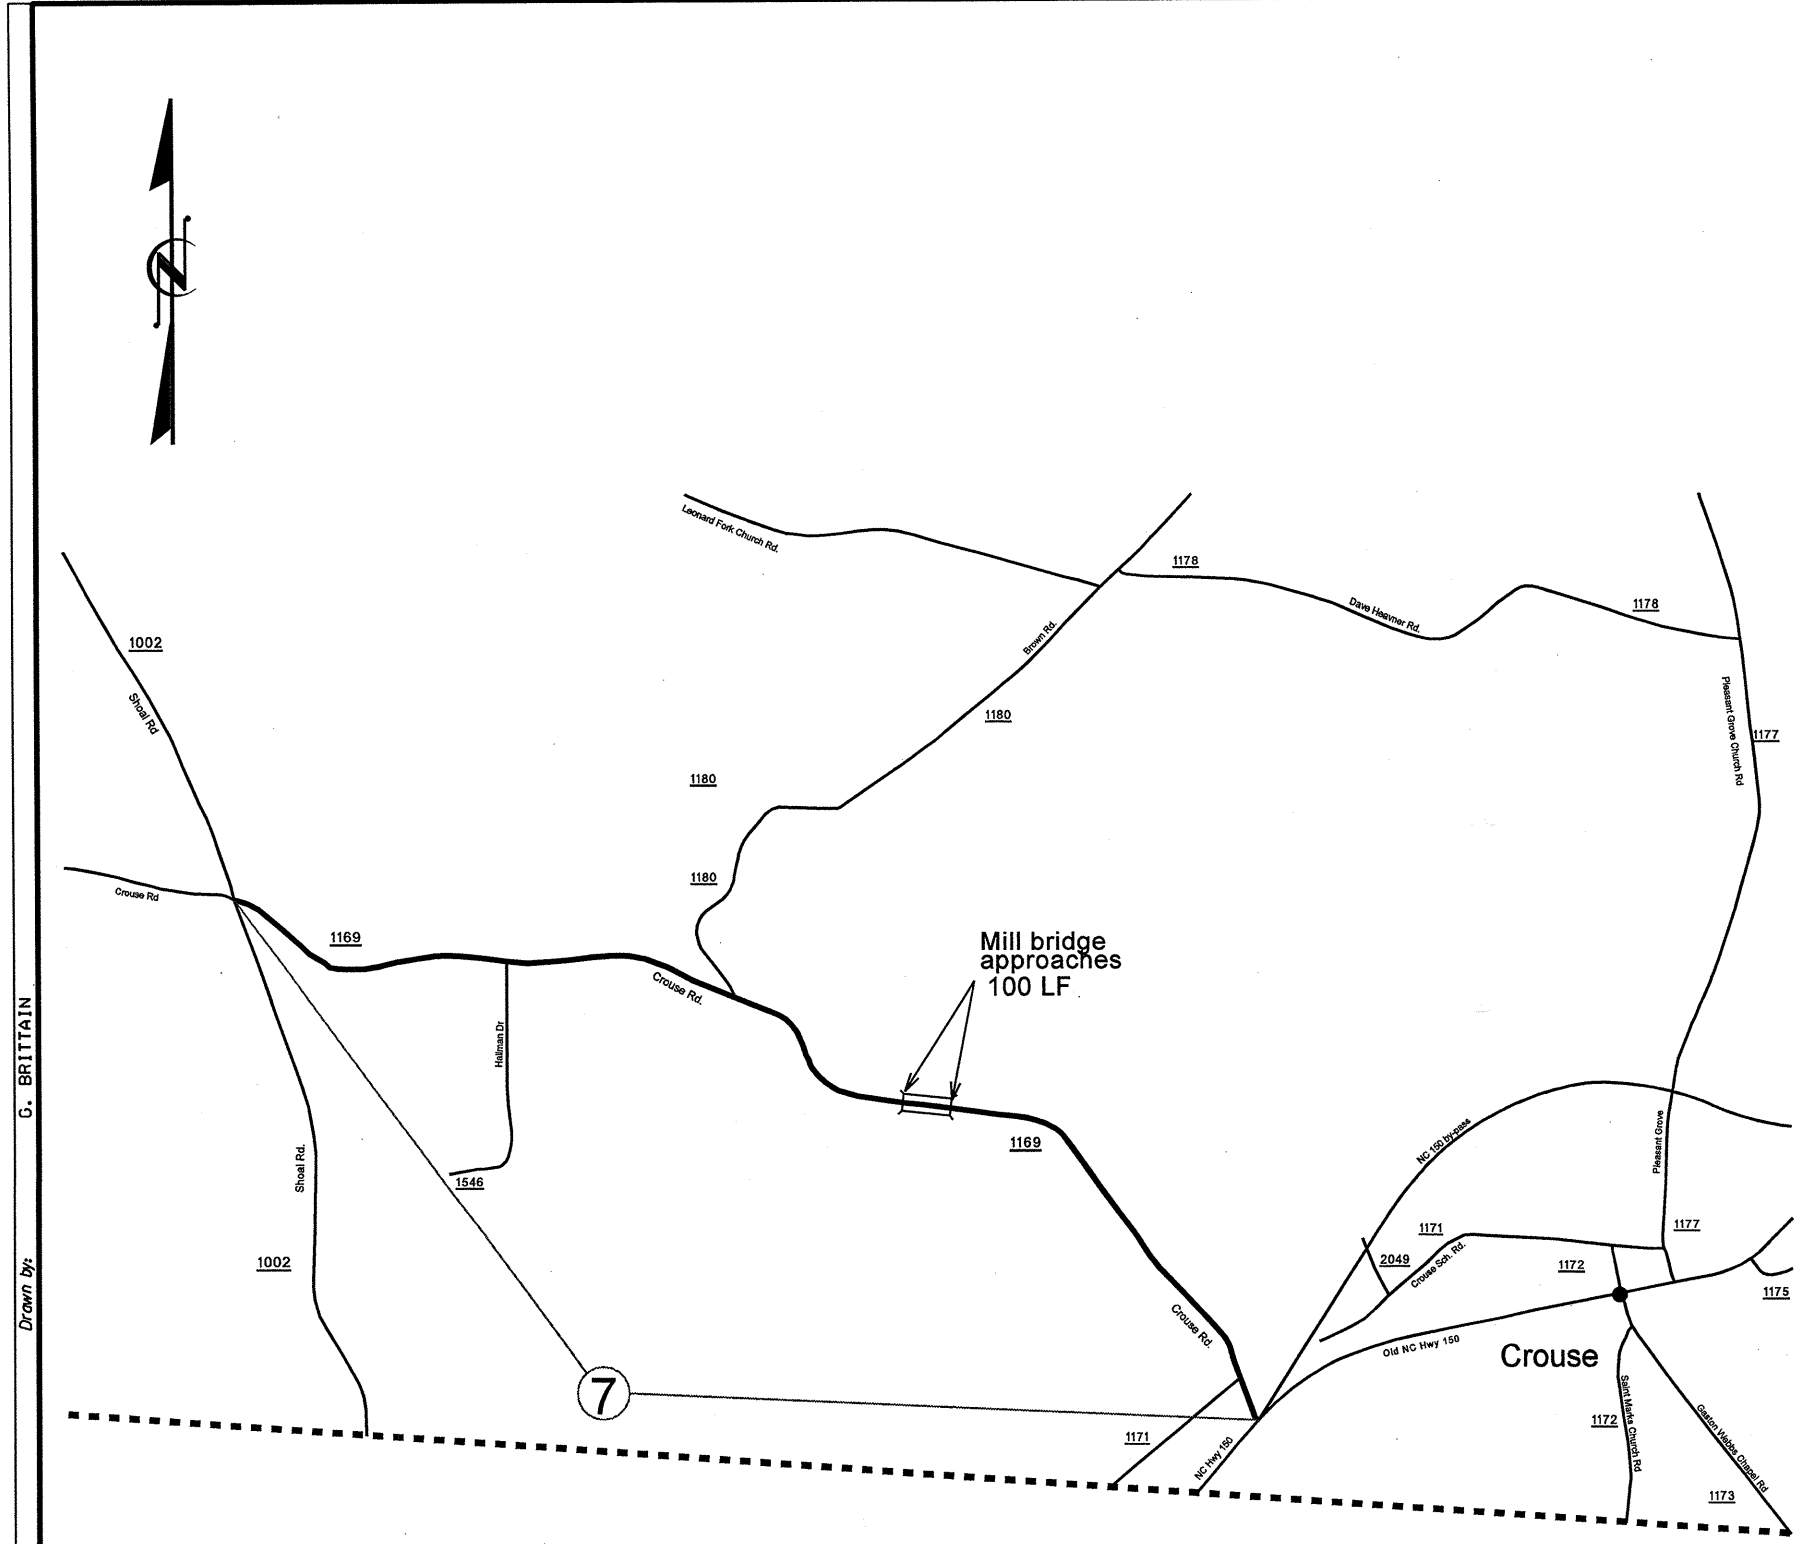 N
Leonard Fork Church Rd.
1178
Dave Heavner Rd.
1178
1002
Brown Rd.
Shoal Rd
1180
Pleasant Grove Church Rd
1177
1180
1180
Crouse Rd
1169
Mill bridge
approaches
100 LF
Crouse Rd.
Hallman Dr
G. BRITTAIN
1169
NC 150 by-pass
Pleasant Grove
Shoal Rd.
1546
1171
1177
1002
2049
Crouse Sch. Rd.
1172
1175
Drawn by:
Crouse Rd.
Old NC Hwy 150
Crouse
7
1171
NC Hwy 150
1172
Saint Marks Church Rd
Gaston Webbs Chapel Rd
1173